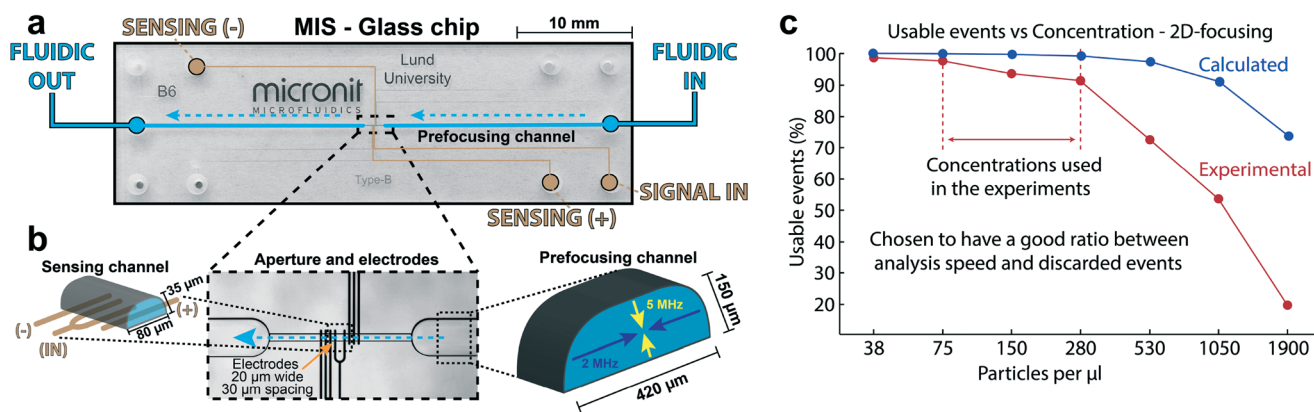 a
SENSING (-)
MIS - Glass chip
10 mm
FLUIDIC
OUT
FLUIDIC
IN
Lund
University
B6
micronit
MICROFLUIDICS
Prefocusing channel
Type-B
SIGNAL IN
SENSING (+)
b
Sensing channel
35 µm
80 µm
(+)
(-)
(IN)
Aperture and electrodes
Electrodes
20 µm wide
30 µm spacing
Prefocusing channel
5 MHz
2 MHz
150 µm
420 µm
c
Usable events vs Concentration - 2D-focusing
Usable events (%)
100
90
80
70
60
50
40
30
20
Calculated
Experimental
Concentrations used
in the experiments
Chosen to have a good ratio between
analysis speed and discarded events
38 75 150 280 530 1050 1900
Particles per µl